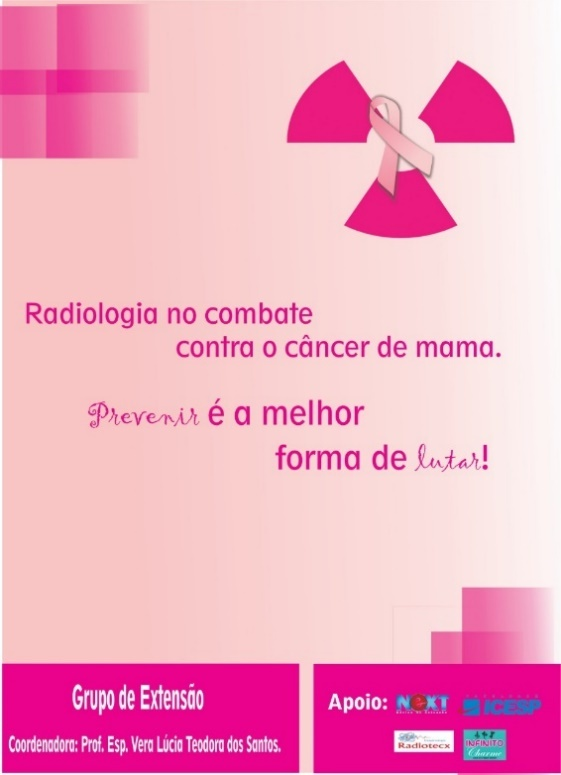 Radiologia no combate
contra o câncer de mama.
Prevenir é a melhor
forma de lutar!
Grupo de Extensão
Coordenadora: Prof. Esp. Vera Lúcia Teodora dos Santos.
Apoio: NEXT
ICESP
Radiotecx
INFINITO
Charme